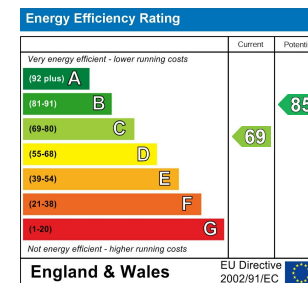 Energy Efficiency Rating
Current Potenti
Very energy efficient - lower running costs
(92 plus) A
(81-91) B
85
(69-80) C
69
(55-68) D
(39-54) E
(21-38) F
(1-20) G
Not energy efficient - higher running costs
England & Wales
EU Directive
2002/91/EC